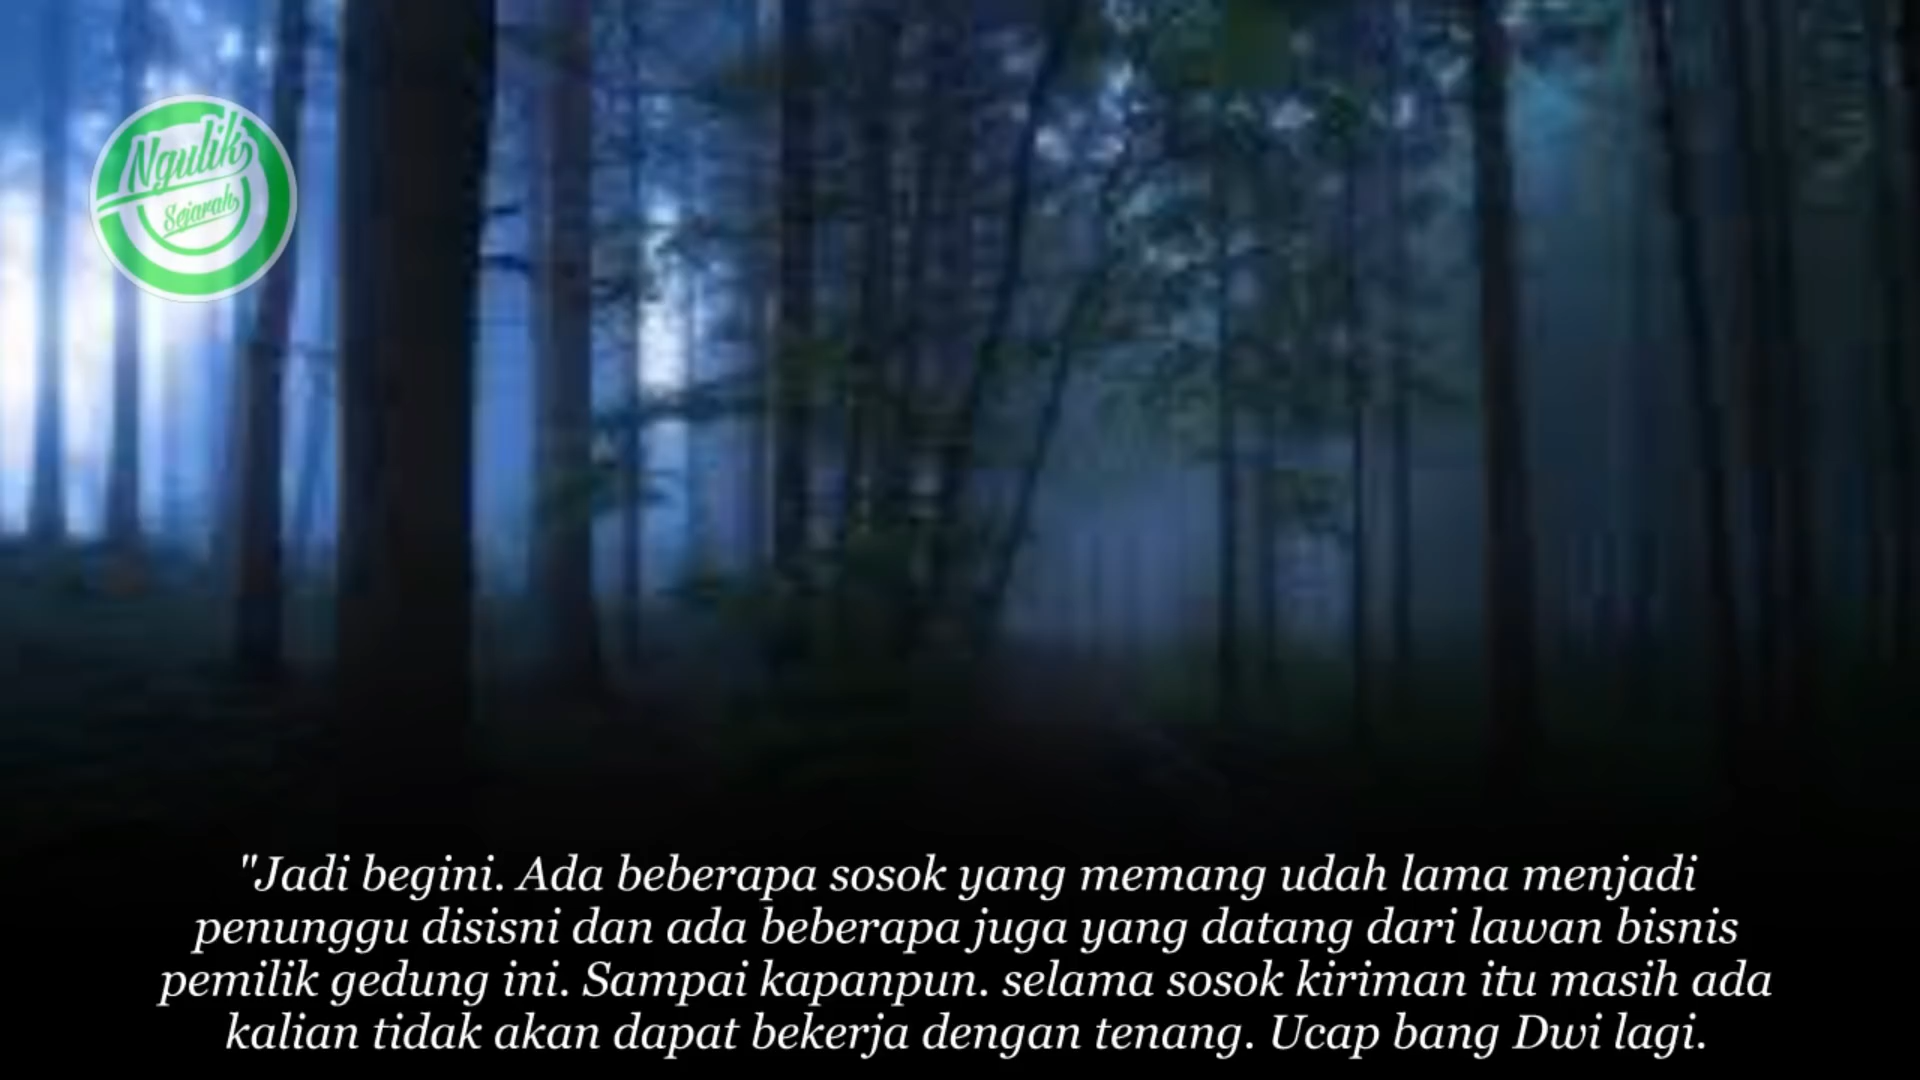 Ngulik
Sejarah
"Jadi begini. Ada beberapa sosok yang memang udah lama menjadi
penunggu disisni dan ada beberapa juga yang datang dari lawan bisnis
pemilik gedung ini. Sampai kapanpun. selama sosok kiriman itu masih ada
kalian tidak akan dapat bekerja dengan tenang. Ucap bang Dwi lagi.